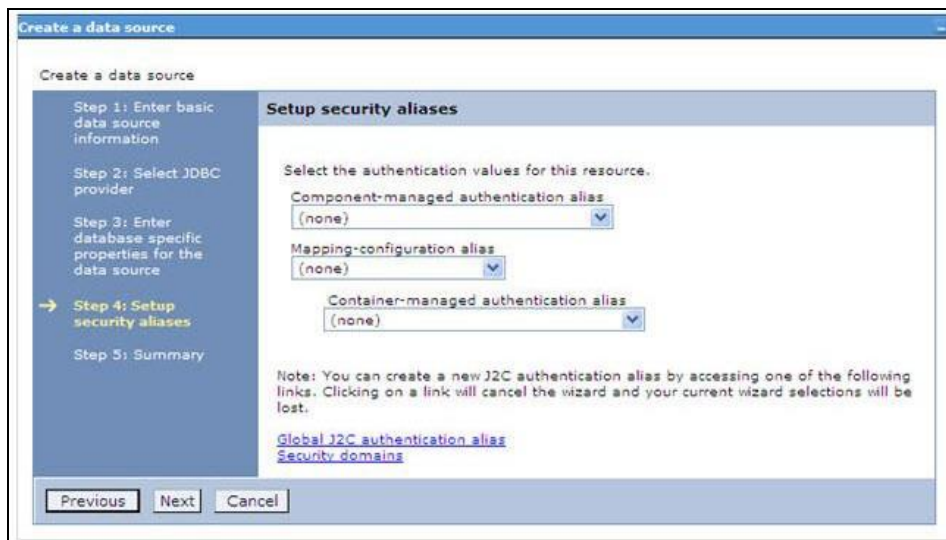 Create a data source
Create a data source
Step 1: Enter basic
data source
information
Step 2: Select JDBC
provider
Step 3: Enter
database specific
properties for the
data source
Step 4: Setup
security aliases
Step 5: Summary
Setup security aliases
Select the authentication values for this resource.
Component-managed authentication alias
(none)
Mapping-configuration alias
(none)
Container-managed authentication alias
(none)
Note: You can create a new J2C authentication alias by accessing one of the following
links. Clicking on a link will cancel the wizard and your current wizard selections will be
lost.
Global J2C authentication alias
Security domains
Previous Next Cancel